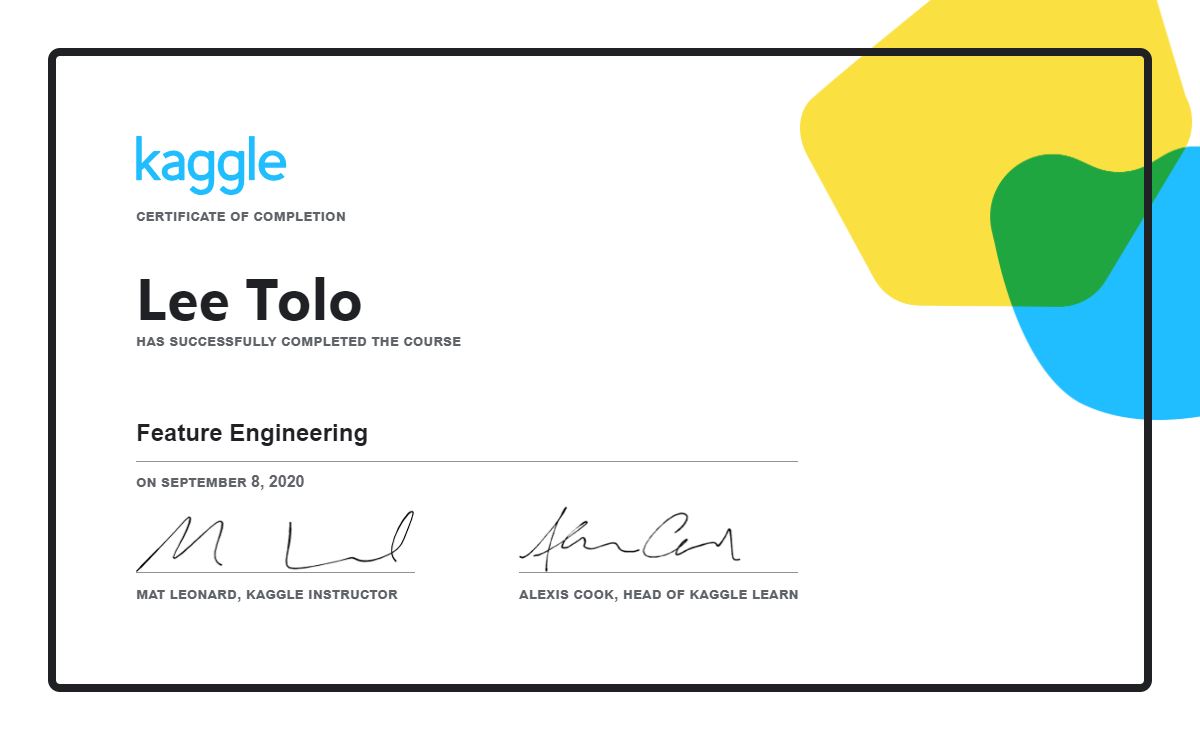 kaggle
CERTIFICATE OF COMPLETION
Lee Tolo
HAS SUCCESSFULLY COMPLETED THE COURSE
Feature Engineering
ON SEPTEMBER 8, 2020
MAT LEONARD, KAGGLE INSTRUCTOR
ALEXIS COOK, HEAD OF KAGGLE LEARN